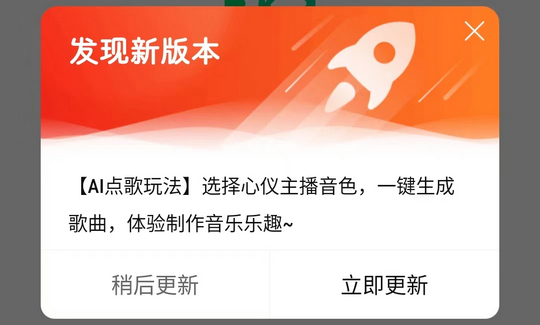 发现新版本
【AI点歌玩法】选择心仪主播音色，一键生成
歌曲，体验制作音乐乐趣~
稍后更新
立即更新